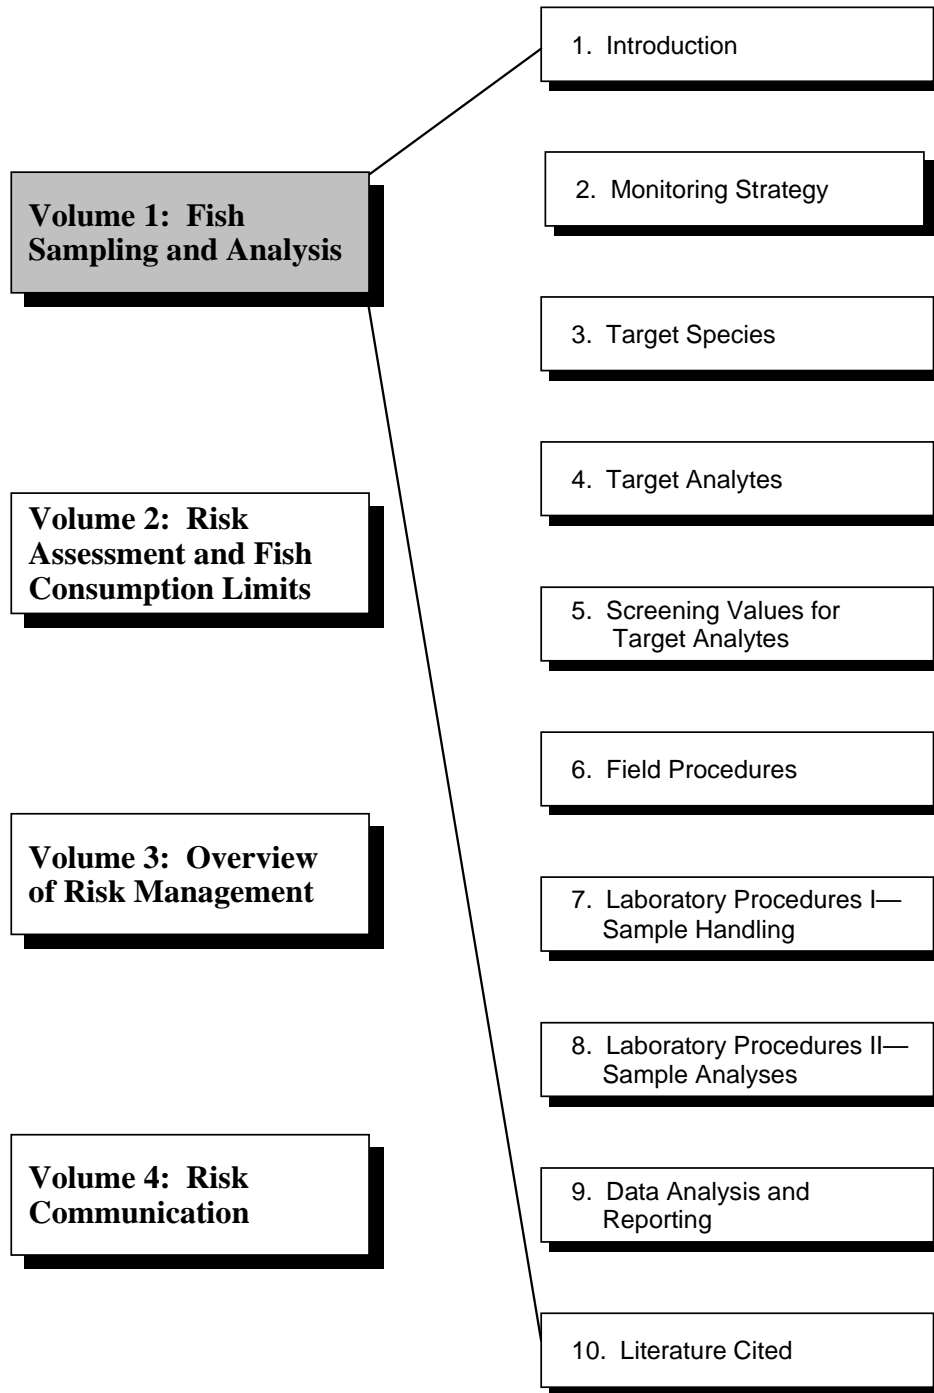 Volume 1: Fish
Sampling and Analysis
Volume 2: Risk
Assessment and Fish
Consumption Limits
Volume 3: Overview
of Risk Management
Volume 4: Risk
Communication
1. Introduction
2. Monitoring Strategy
3. Target Species
4. Target Analytes
5. Screening Values for
Target Analytes
6. Field Procedures
7. Laboratory Procedures I—
Sample Handling
8. Laboratory Procedures II—
Sample Analyses
9. Data Analysis and
Reporting
10. Literature Cited